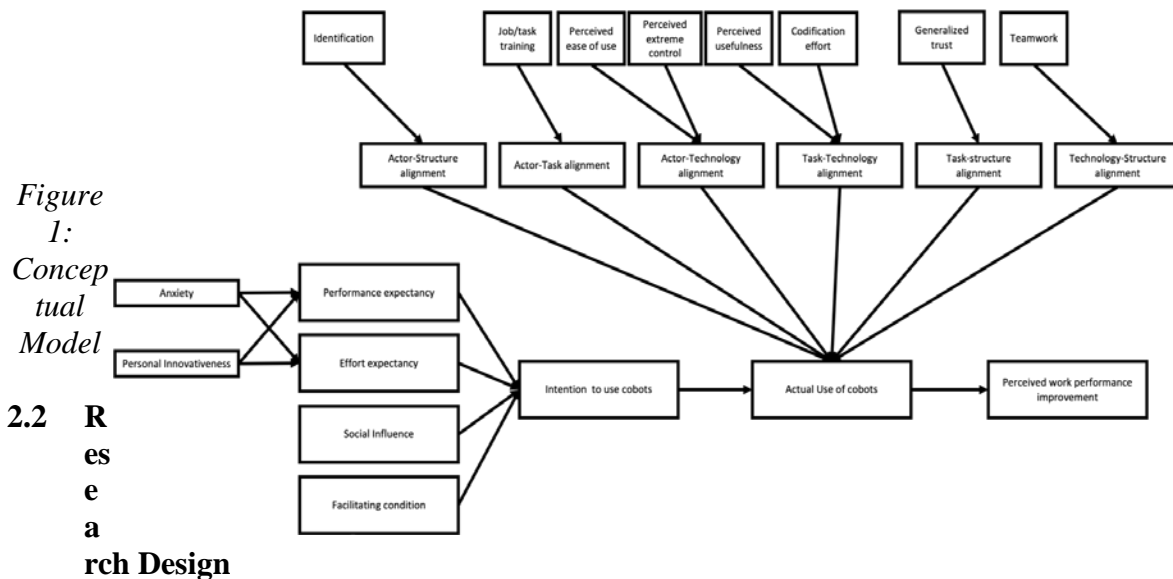 Identification
Job/task
training
Perceived
ease of use
Perceived
extreme
control
Perceived
usefulness
Codification
effort
Generalized
trust
Teamwork
Actor-Structure
alignment
Actor-Task alignment
Actor-Technology
alignment
Task-Technology
alignment
Task-structure
alignment
Technology-Structure
alignment
Figure
1:
Concep
tual
Model
Anxiety
Personal Innovativeness
Performance expectancy
Effort expectancy
Social Influence
Facilitating condition
Intention to use cobots
Actual Use of cobots
Perceived work performance
improvement
2.2 R
es
e
a
rch Design